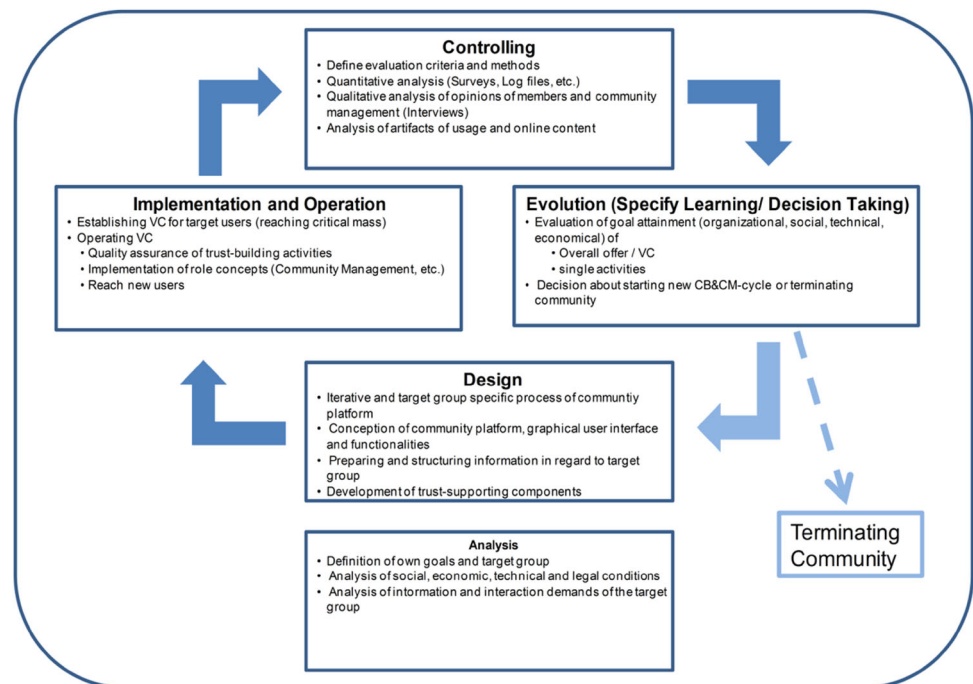 Controlling
• Define evaluation criteria and methods
• Quantitative analysis (Surveys, Log files, etc.)
• Qualitative analysis of opinions of members and community
management (Interviews)
• Analysis of artifacts of usage and online content
Implementation and Operation
• Establishing VC for target users (reaching critical mass)
• Operating VC
• Quality assurance of trust-building activities
• Implementation of role concepts (Community Management, etc.)
• Reach new users
Evolution (Specify Learning/ Decision Taking)
• Evaluation of goal attainment (organizational, social, technical,
economical) of
• Overall offer / VC
• single activities
• Decision about starting new CB&CM-cycle or terminating
community
Design
• Iterative and target group specific process of communtiy
platform
• Conception of community platform, graphical user interface
and functionalities
• Preparing and structuring information in regard to target
group
• Development of trust-supporting components
Terminating
Community
Analysis
• Definition of own goals and target group
• Analysis of social, economic, technical and legal conditions
• Analysis of information and interaction demands of the target
group